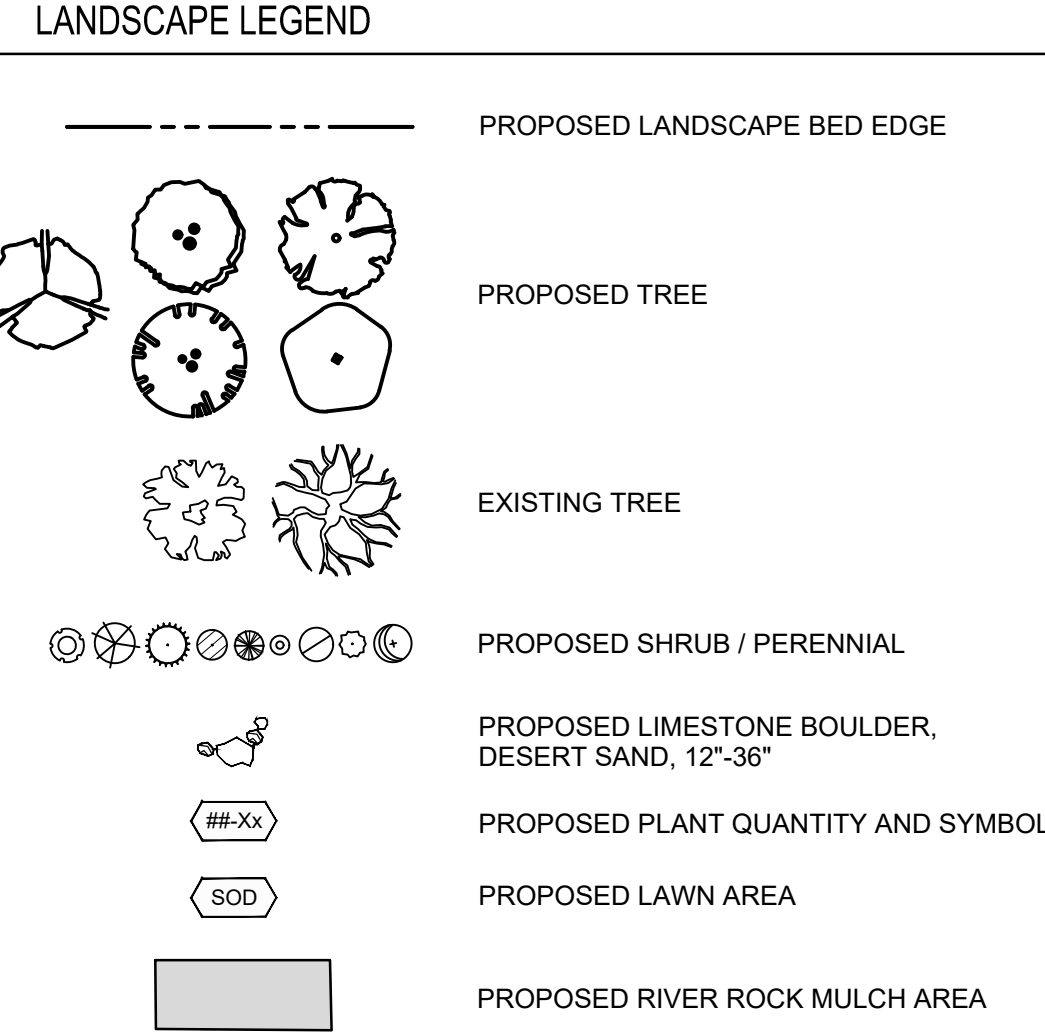 LANDSCAPE LEGEND
PROPOSED LANDSCAPE BED EDGE
PROPOSED TREE
EXISTING TREE
PROPOSED SHRUB / PERENNIAL
PROPOSED LIMESTONE BOULDER,
DESERT SAND, 12"-36"
##-Xx PROPOSED PLANT QUANTITY AND SYMBOL
SOD PROPOSED LAWN AREA
PROPOSED RIVER ROCK MULCH AREA